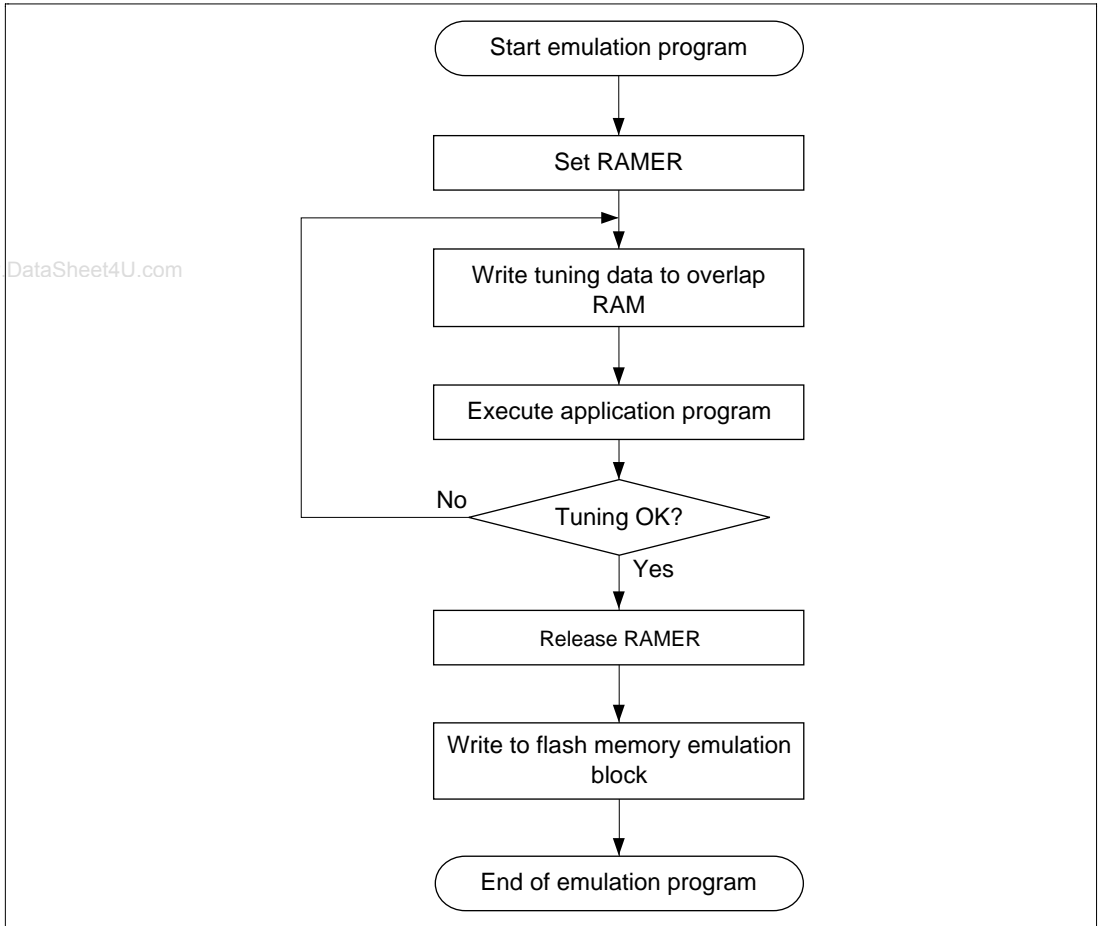 Start emulation program
Set RAMER
.DataSheet4U.com
Write tuning data to overlap
RAM
Execute application program
No
Tuning OK?
Yes
Release RAMER
Write to flash memory emulation
block
End of emulation program